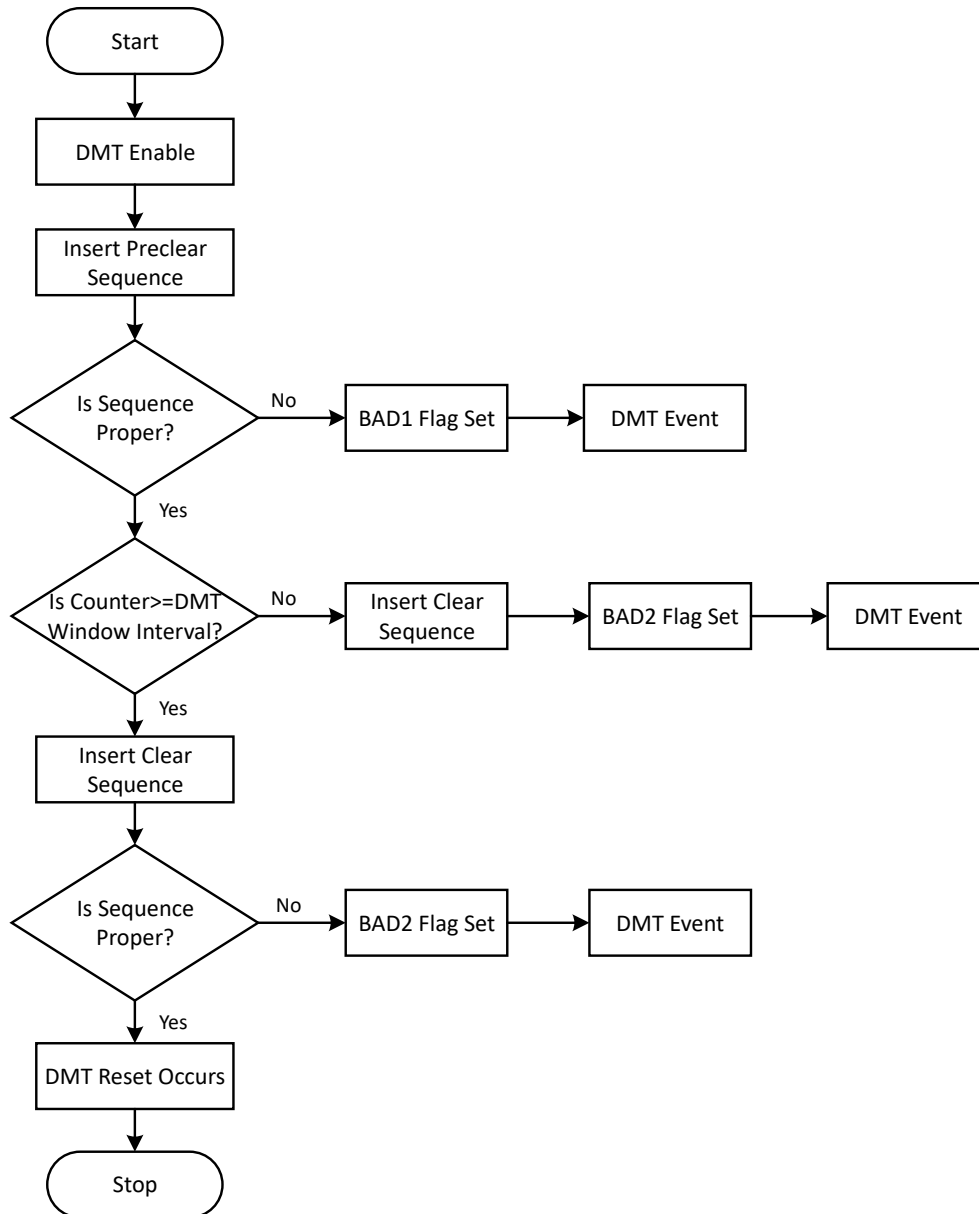 Start
DMT Enable
Insert Preclear
Sequence
Is Sequence
Proper?
No
BAD1 Flag Set
DMT Event
Yes
Is Counter>=DMT
Window Interval?
No
Insert Clear
Sequence
BAD2 Flag Set
DMT Event
Yes
Insert Clear
Sequence
Is Sequence
Proper?
No
BAD2 Flag Set
DMT Event
Yes
DMT Reset Occurs
Stop